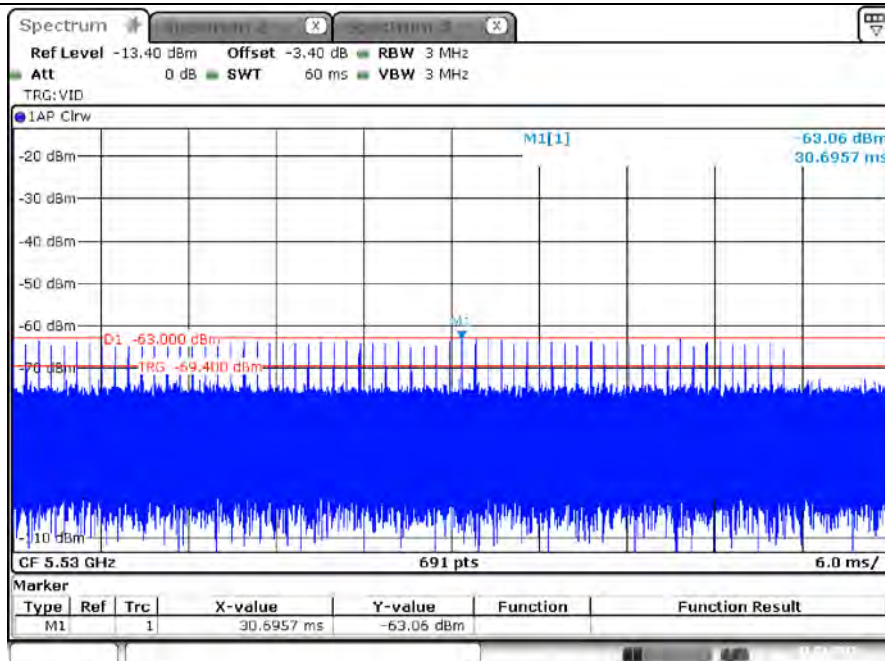 Spectrum
Ref Level -13.40 dBm Offset -3.40 dB RBW 3 MHz
Att 0 dB SWT 60 ms VBW 3 MHz
TRG:VID
1AP Clrw
M1[1] -63.06 dBm
30.6957 ms
-20 dBm
-30 dBm
-40 dBm
-50 dBm
-60 dBm
M1
D1 -63.000 dBm
-70 dBm
TRG -69.400 dBm
CF 5.53 GHz 691 pts 6.0 ms/
Marker
Type Ref Trc X-value Y-value Function Function Result
M1 1 30.6957 ms -63.06 dBm